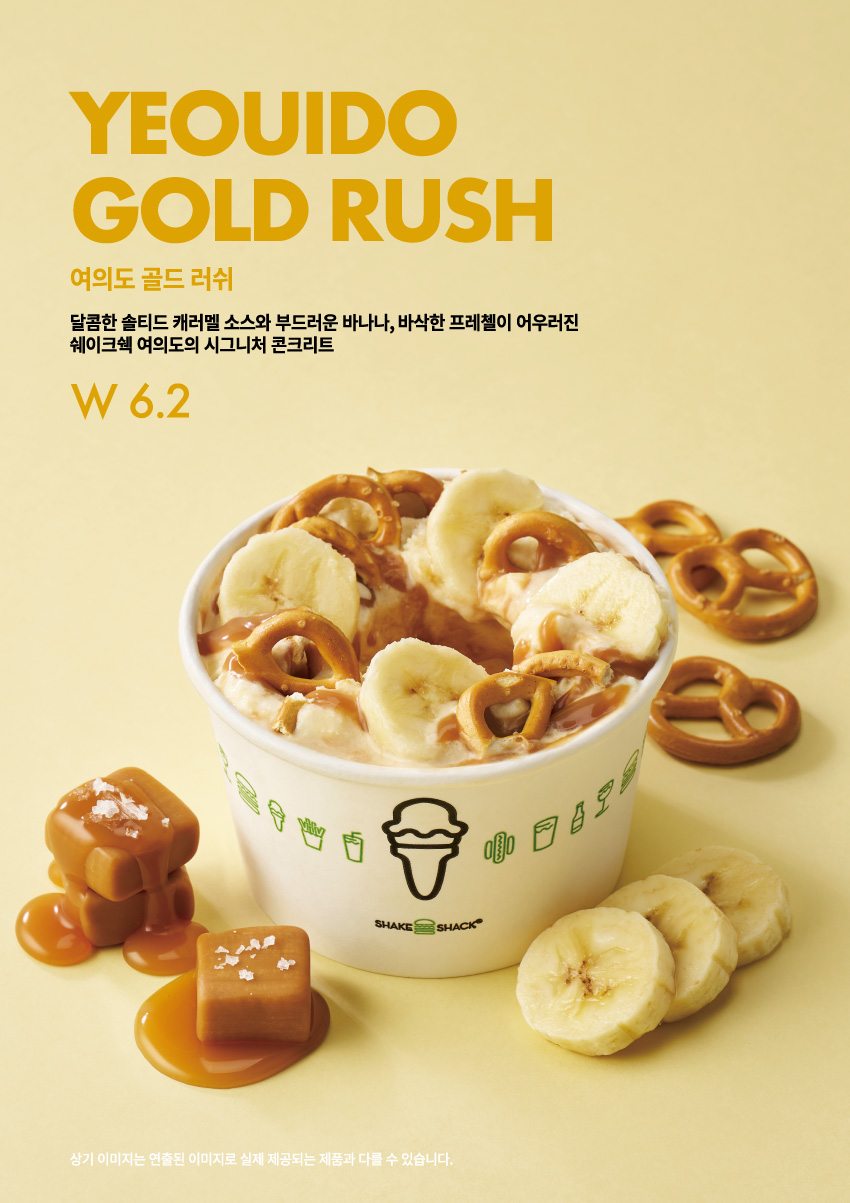 YEOUIDO
GOLD RUSH
여의도 골드 러쉬
달콤한 솔티드 캐러멜 소스와 부드러운 바나나, 바삭한 프레첼이 어우러진
쉐이크쉑 여의도의 시그니처 콘크리트
W 6.2
SHAKE SHACK®
상기 이미지는 연출된 이미지로 실제 제공되는 제품과 다를 수 있습니다.